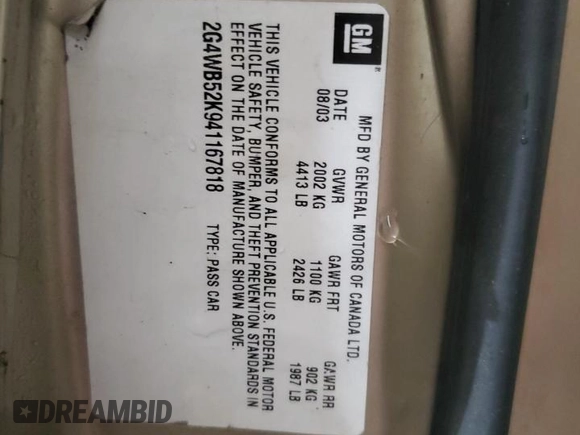 GM
®
MFD BY GENERAL MOTORS OF CANADA LTD.
DATE GVWR GAWR FRT GAWR RR
08/03 2002 KG 1100 KG 902 KG
4413 LB 2426 LB 1987 LB
THIS VEHICLE CONFORMS TO ALL APPLICABLE U.S. FEDERAL MOTOR
VEHICLE SAFETY, BUMPER, AND THEFT PREVENTION STANDARDS IN
EFFECT ON THE DATE OF MANUFACTURE SHOWN ABOVE.
2G4WB52K941167818 TYPE: PASS CAR
DREAMBID